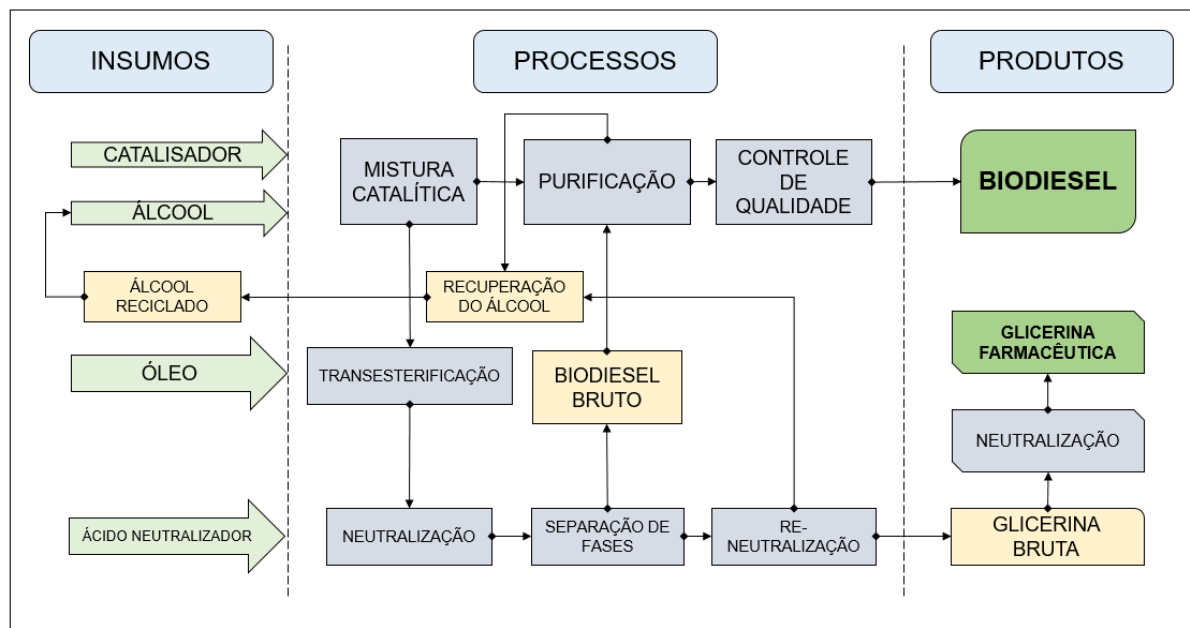 INSUMOS
PROCESSOS
PRODUTOS
CATALISADOR
ÁLCOOL
ÁLCOOL
RECICLADO
ÓLEO
ÁCIDO NEUTRALIZADOR
MISTURA
CATALÍTICA
PURIFICAÇÃO
CONTROLE
DE
QUALIDADE
RECUPERAÇÃO
DO ÁLCOOL
TRANSESTERIFICAÇÃO
BIODIESEL
BRUTO
NEUTRALIZAÇÃO
SEPARAÇÃO DE
FASES
RE-
NEUTRALIZAÇÃO
BIODIESEL
GLICERINA
FARMACÊUTICA
NEUTRALIZAÇÃO
GLICERINA
BRUTA